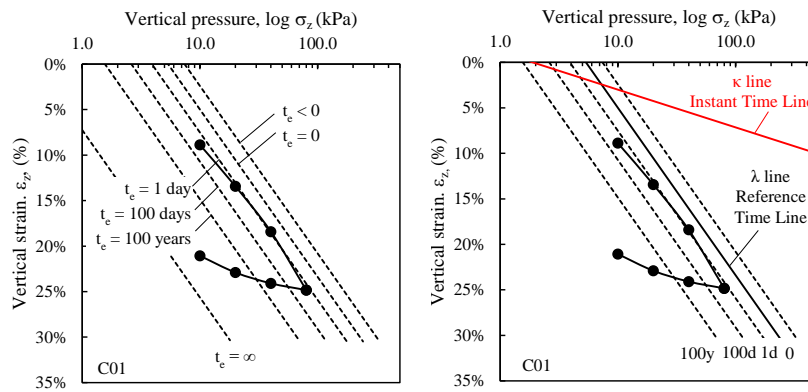 Vertical pressure, log σz (kPa)
1.0 10.0 100.0
0%
5%
10%
15%
20%
25%
30%
35%
Vertical strain. εz, (%)
te < 0
te = 0
te = 1 day
te = 100 days
te = 100 years
te = ∞
C01
Vertical pressure, log σz (kPa)
1.0 10.0 100.0
0%
5%
10%
15%
20%
25%
30%
35%
Vertical strain. εz, (%)
κ line
Instant Time Line
λ line
Reference
Time Line
100y 100d 1d 0
C01